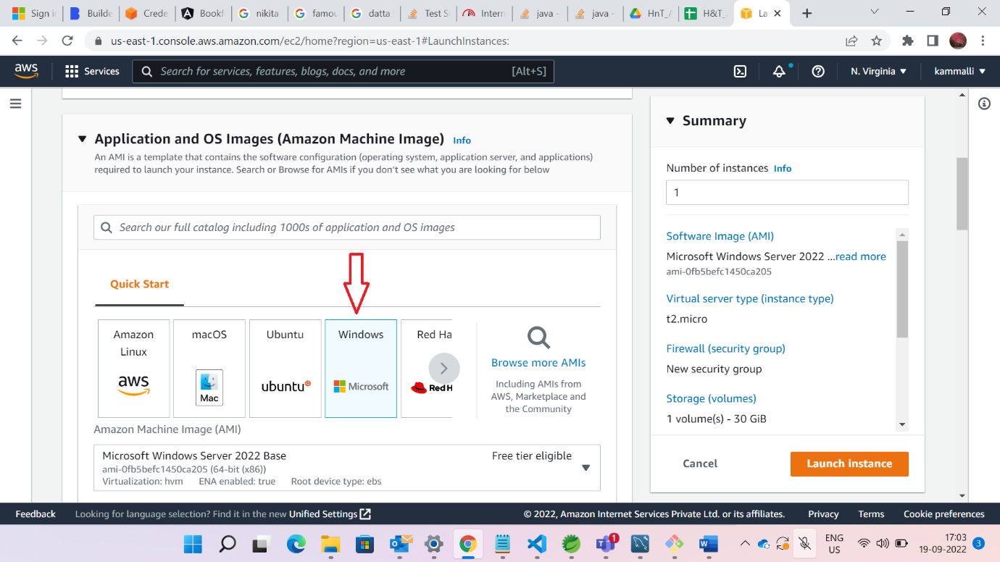 Sign in
Builde
Crede
Bookf
nikita
famou
datta
Test Su
Intern
java -
java -
HnT_A
H&T_
La
us-east-1.console.aws.amazon.com/ec2/home?region=us-east-1#LaunchInstances:
aws
Services
Search for services, features, blogs, docs, and more
[Alt+S]
N. Virginia
kammalli
Application and OS Images (Amazon Machine Image) Info
An AMI is a template that contains the software configuration (operating system, application server, and applications)
required to launch your instance. Search or Browse for AMIs if you don't see what you are looking for below
Search our full catalog including 1000s of application and OS images
Quick Start
Amazon
Linux
aws
macOS
Mac
Ubuntu
ubuntu
Windows
Microsoft
Red Ha
Red H
Browse more AMIs
Including AMIs from
AWS, Marketplace and
the Community
Amazon Machine Image (AMI)
Microsoft Windows Server 2022 Base
Free tier eligible
ami-0fb5befc1450ca205 (64-bit (x86))
Virtualization: hvm ENA enabled: true Root device type: ebs
Summary
Number of instances Info
1
Software Image (AMI)
Microsoft Windows Server 2022 ...read more
ami-0fb5befc1450ca205
Virtual server type (instance type)
t2.micro
Firewall (security group)
New security group
Storage (volumes)
1 volume(s) - 30 GiB
Cancel
Launch instance
Feedback
Looking for language selection? Find it in the new Unified Settings
© 2022, Amazon Internet Services Private Ltd. or its affiliates.
Privacy
Terms
Cookie preferences
1
ENG
US
17:03
19-09-2022
3